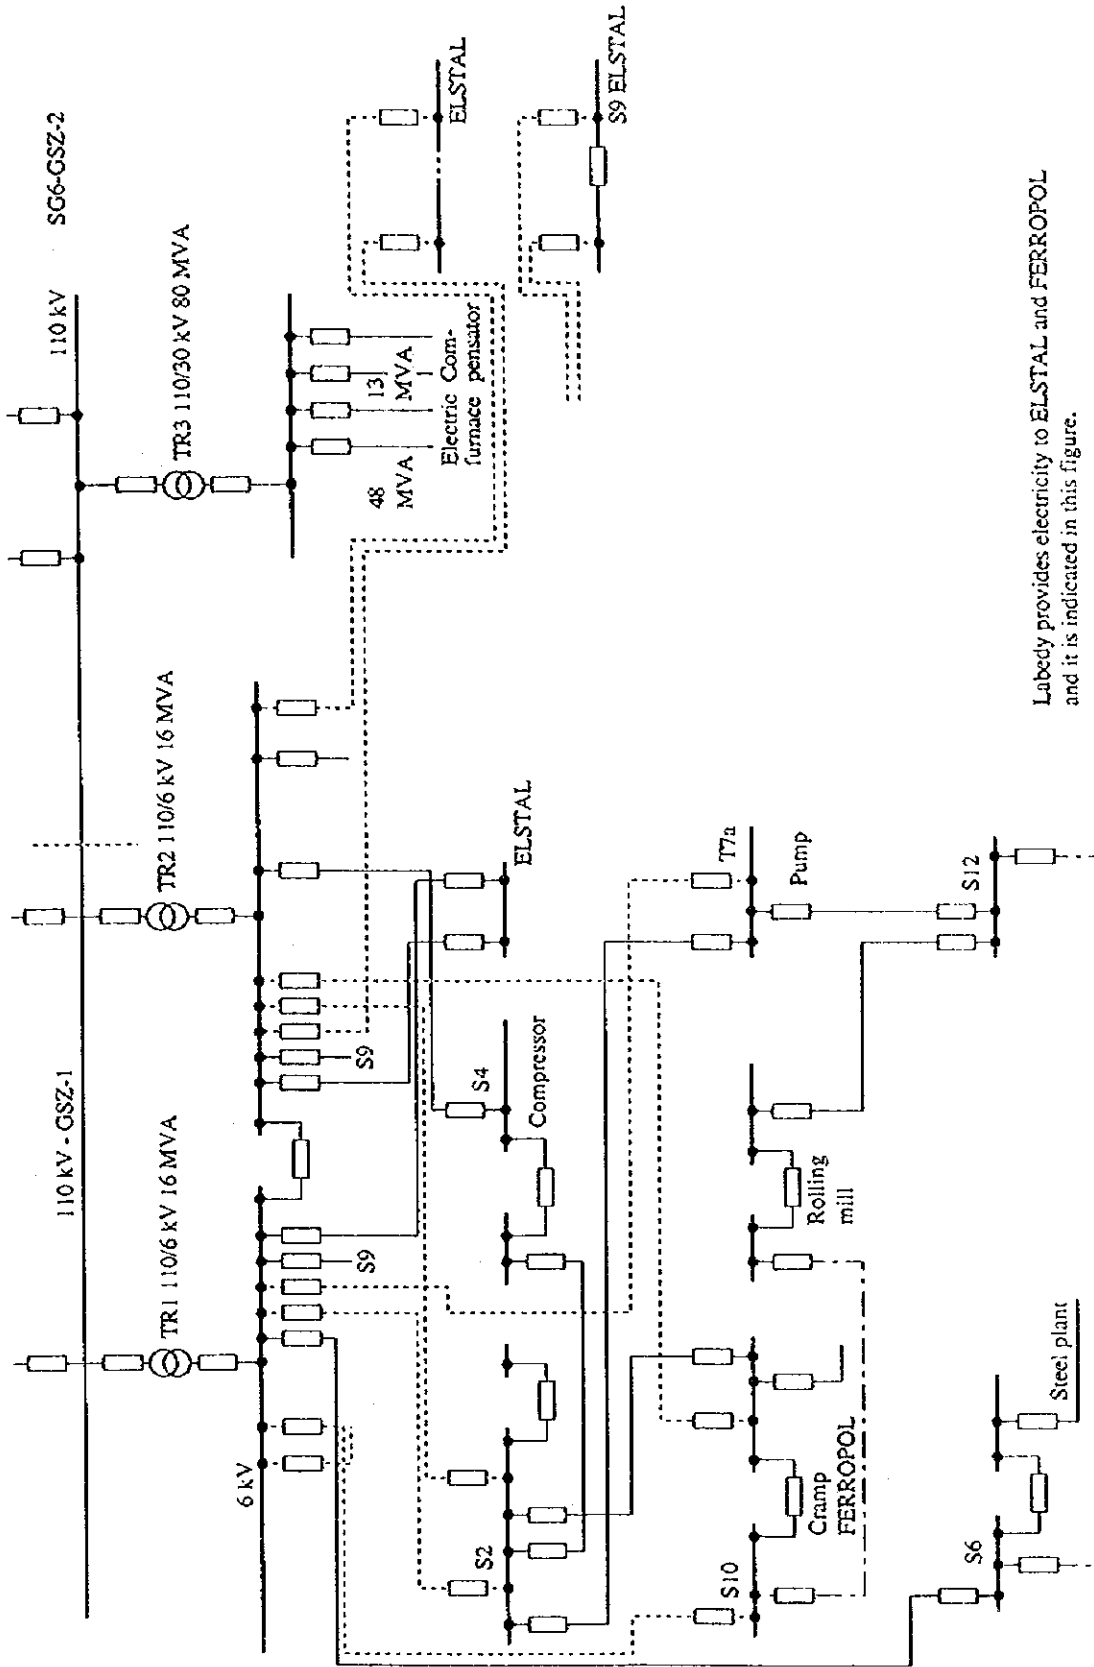 110 kV - GSZ-1
110 kV
SG6-GSZ-2
TR1 110/6 kV 16 MVA
TR2 110/6 kV 16 MVA
TR3 110/30 kV 80 MVA
6 kV
S9
S9
48
MVA
13
MVA
Electric
furnace
Com-
pensator
ELSTAL
S9 ELSTAL
S2
S4
Compressor
ELSTAL
S10
Cramp
FERROPOL
Rolling
mill
T7a
Pump
S6
Steel plant
S12
Labedy provides electricity to ELSTAL and FERROPOL
and it is indicated in this figure.